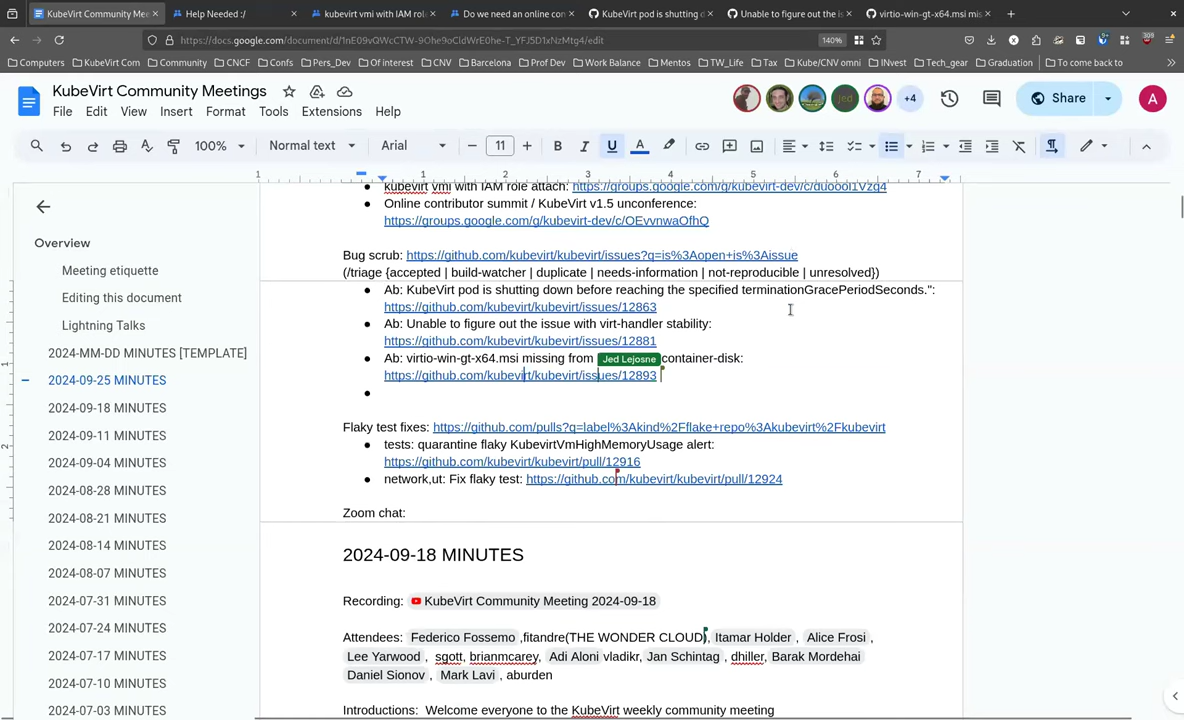 KubeVirt Community Mee
Help Needed :/
kubevirt vmi with IAM role
Do we need an online con
KubeVirt pod is shutting d
Unable to figure out the is
virtio-win-gt-x64.msi mis
140%
309
Computers KubeVirt Com Community CNCF Confs Pers_Dev Of interest CNV Barcelona Prof Dev Work Balance Mentos TW_Life Tax Kube/CNV omni INvest Tech_gear Graduation To come back to
KubeVirt Community Meetings
Jed
+4
Share
A
File Edit View Insert Format Tools Extensions Help
100% Normal text Arial 11 B I U A
1 1 2 3 4 5 6 7
Overview
Meeting etiquette
Editing this document
Lightning Talks
2024-MM-DD MINUTES [TEMPLATE]
2024-09-25 MINUTES
2024-09-18 MINUTES
2024-09-11 MINUTES
2024-09-04 MINUTES
2024-08-28 MINUTES
2024-08-21 MINUTES
2024-08-14 MINUTES
2024-08-07 MINUTES
2024-07-31 MINUTES
2024-07-24 MINUTES
2024-07-17 MINUTES
2024-07-10 MINUTES
2024-07-03 MINUTES
1
2
kubevirt vmi with IAM role attach:
Online contributor summit / KubeVirt v1.5 unconference:
https://groups.google.com/g/kubevirt-dev/c/OEvvnwaOfhQ
Bug scrub: https://github.com/kubevirt/kubevirt/issues?q=is%3Aopen+is%3Aissue
(/triage {accepted | build-watcher | duplicate | needs-information | not-reproducible | unresolved})
Ab: KubeVirt pod is shutting down before reaching the specified terminationGracePeriodSeconds.":
https://github.com/kubevirt/kubevirt/issues/12863
Ab: Unable to figure out the issue with virt-handler stability:
https://github.com/kubevirt/kubevirt/issues/12881
Ab: virtio-win-gt-x64.msi missing from Jed Lejosne container-disk:
https://github.com/kubevirt/kubevirt/issues/12893
Flaky test fixes: https://github.com/pulls?q=label%3Akind%2Fflake+repo%3Akubevirt%2Fkubevirt
tests: quarantine flaky KubevirtVmHighMemoryUsage alert:
https://github.com/kubevirt/kubevirt/pull/12916
network,ut: Fix flaky test: https://github.com/kubevirt/kubevirt/pull/12924
Zoom chat:
2024-09-18 MINUTES
Recording: KubeVirt Community Meeting 2024-09-18
Attendees: Federico Fossemo ,fitandre(THE WONDER CLOUD), Itamar Holder , Alice Frosi ,
Lee Yarwood , sgott, brianmcarey, Adi Aloni vladikr, Jan Schintag , dhiller, Barak Mordehai
Daniel Sionov , Mark Lavi , aburden
Introductions: Welcome everyone to the KubeVirt weekly community meeting